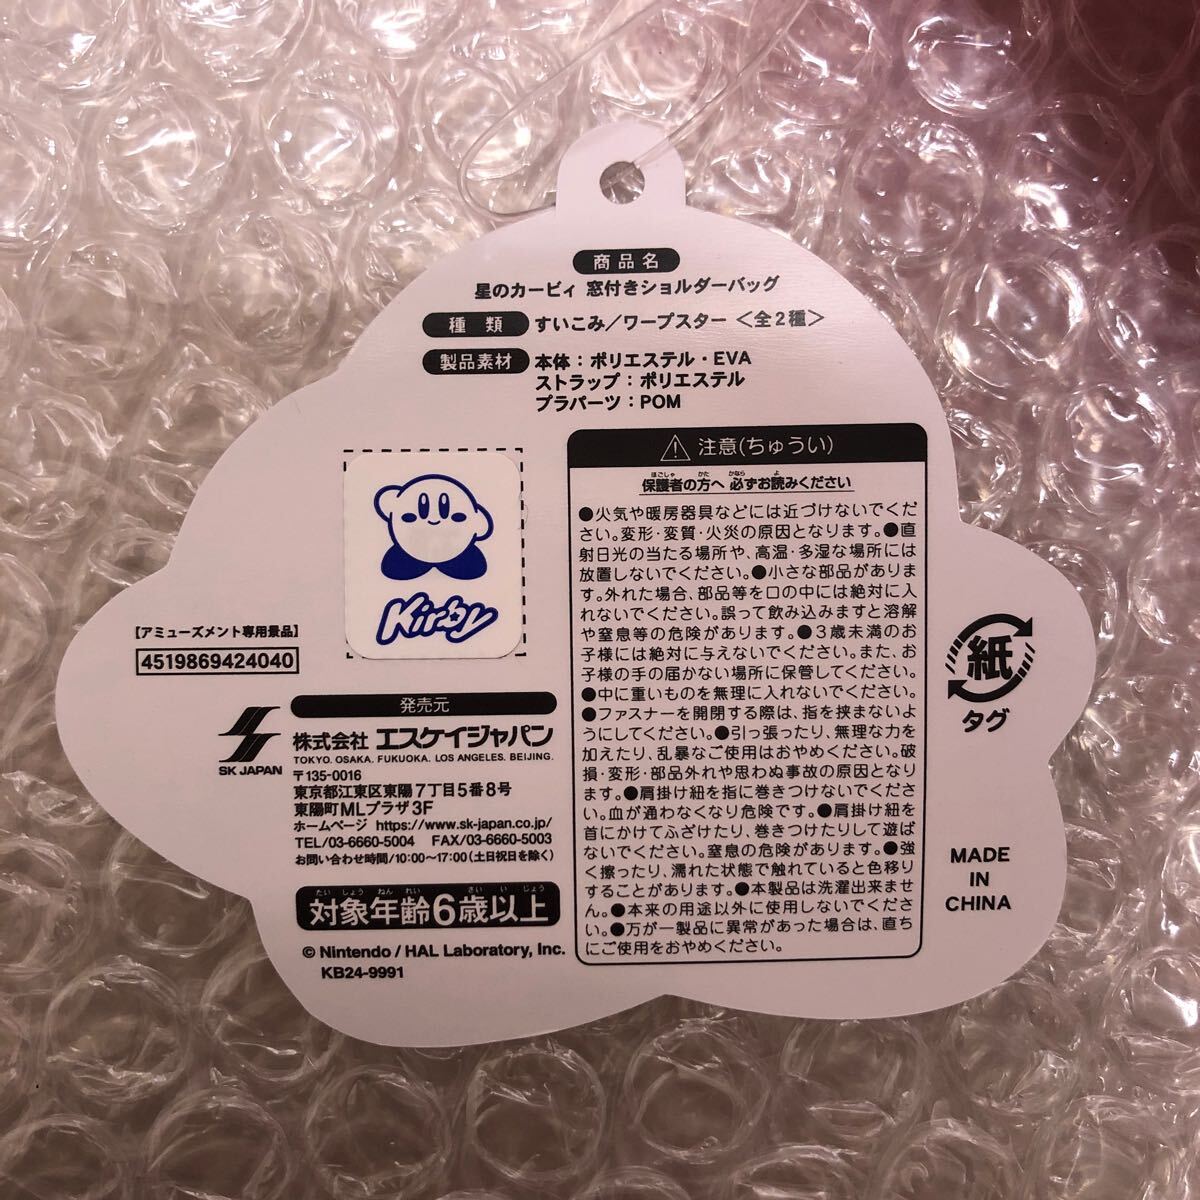 商品名
星のカービィ 窓付きショルダーバッグ
種類 すいこみ／ワープスター ＜全2種＞
製品素材 本体：ポリエステル・EVA
ストラップ：ポリエステル
プラパーツ：POM
Kirby
【アミューズメント専用景品】
4519869424040
発売元
SK JAPAN
株式会社 エスケイジャパン
TOKYO. OSAKA. FUKUOKA. LOS ANGELES. BEIJING.
〒135-0016
東京都江東区東陽7丁目5番8号
東陽町MLプラザ3F
ホームページ https://www.sk-japan.co.jp/
TEL/03-6660-5004 FAX/03-6660-5003
お問い合わせ時間/10:00～17:00（土日祝日を除く）
たいしょうねんれい さいいじょう
対象年齢6歳以上
© Nintendo / HAL Laboratory, Inc.
KB24-9991
⚠ 注意(ちゅうい)
ほごしゃ かた かなら よ
保護者の方へ 必ずお読みください
●火気や暖房器具などには近づけないでくだ
さい。変形・変質・火災の原因となります。●直
射日光の当たる場所や、高温・多湿な場所には
放置しないでください。●小さな部品がありま
す。外れた場合、部品等を口の中には絶対に入
れないでください。誤って飲み込みますと溶解
や窒息等の危険があります。●3歳未満のお
子様には絶対に与えないでください。また、お
子様の手の届かない場所に保管してください。
●中に重いものを無理に入れないでください。
●ファスナーを開閉する際は、指を挟まないよ
うにしてください。●引っ張ったり、無理な力を
加えたり、乱暴なご使用はおやめください。破
損・変形・部品外れや思わぬ事故の原因となり
ます。●肩掛け紐を指に巻きつけないでくださ
い。血が通わなくなり危険です。●肩掛け紐を
首にかけてふざけたり、巻きつけたりして遊ば
ないでください。窒息の危険があります。●強
く擦ったり、濡れた状態で触れていると色移り
することがあります。●本製品は洗濯出来ませ
ん。●本来の用途以外に使用しないでくださ
い。●万が一製品に異常があった場合は、直ち
にご使用をおやめください。
紙
タグ
MADE
IN
CHINA